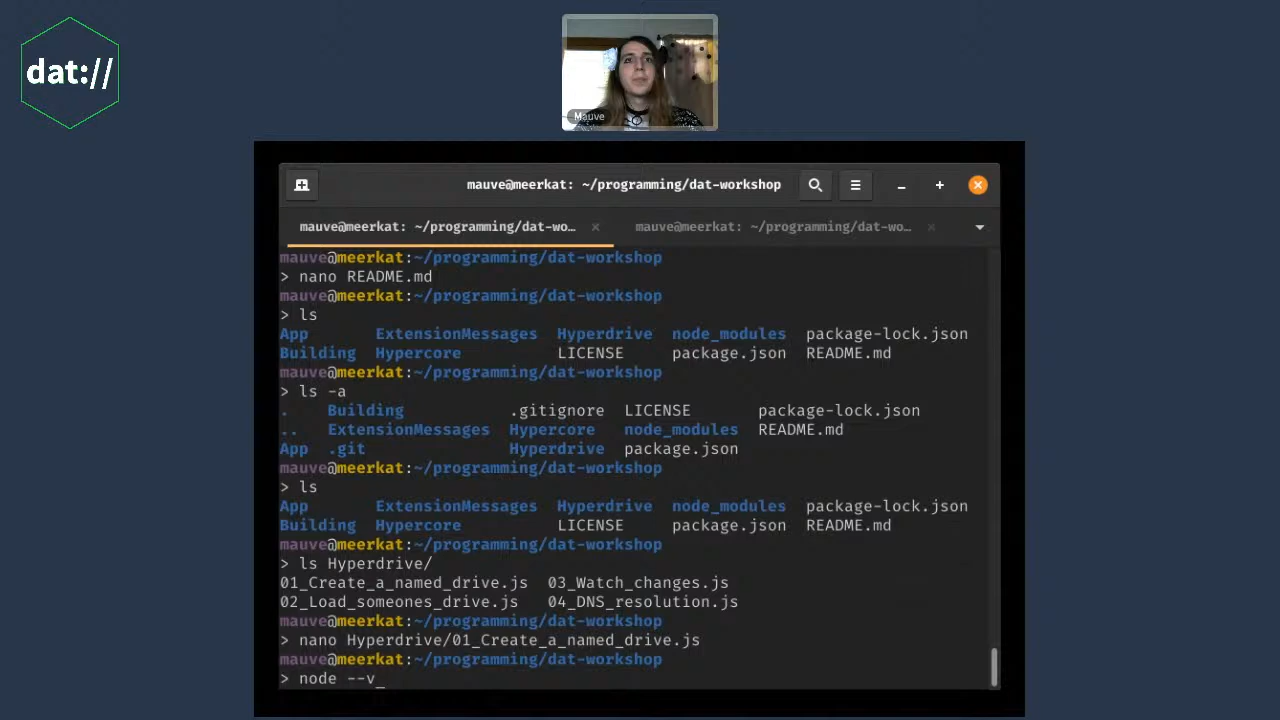 dat://
Mauve
mauve@meerkat: ~/programming/dat-workshop
mauve@meerkat: ~/programming/dat-wo... mauve@meerkat: ~/programming/dat-wo...
mauve@meerkat:~/programming/dat-workshop
> nano README.md
mauve@meerkat:~/programming/dat-workshop
> ls
App ExtensionMessages Hyperdrive node_modules package-lock.json
Building Hypercore LICENSE package.json README.md
mauve@meerkat:~/programming/dat-workshop
> ls -a
. Building .gitignore LICENSE package-lock.json
.. ExtensionMessages Hypercore node_modules README.md
App .git Hyperdrive package.json
mauve@meerkat:~/programming/dat-workshop
> ls
App ExtensionMessages Hyperdrive node_modules package-lock.json
Building Hypercore LICENSE package.json README.md
mauve@meerkat:~/programming/dat-workshop
> ls Hyperdrive/
01_Create_a_named_drive.js 03_Watch_changes.js
02_Load_someones_drive.js 04_DNS_resolution.js
mauve@meerkat:~/programming/dat-workshop
> nano Hyperdrive/01_Create_a_named_drive.js
mauve@meerkat:~/programming/dat-workshop
> node --v_